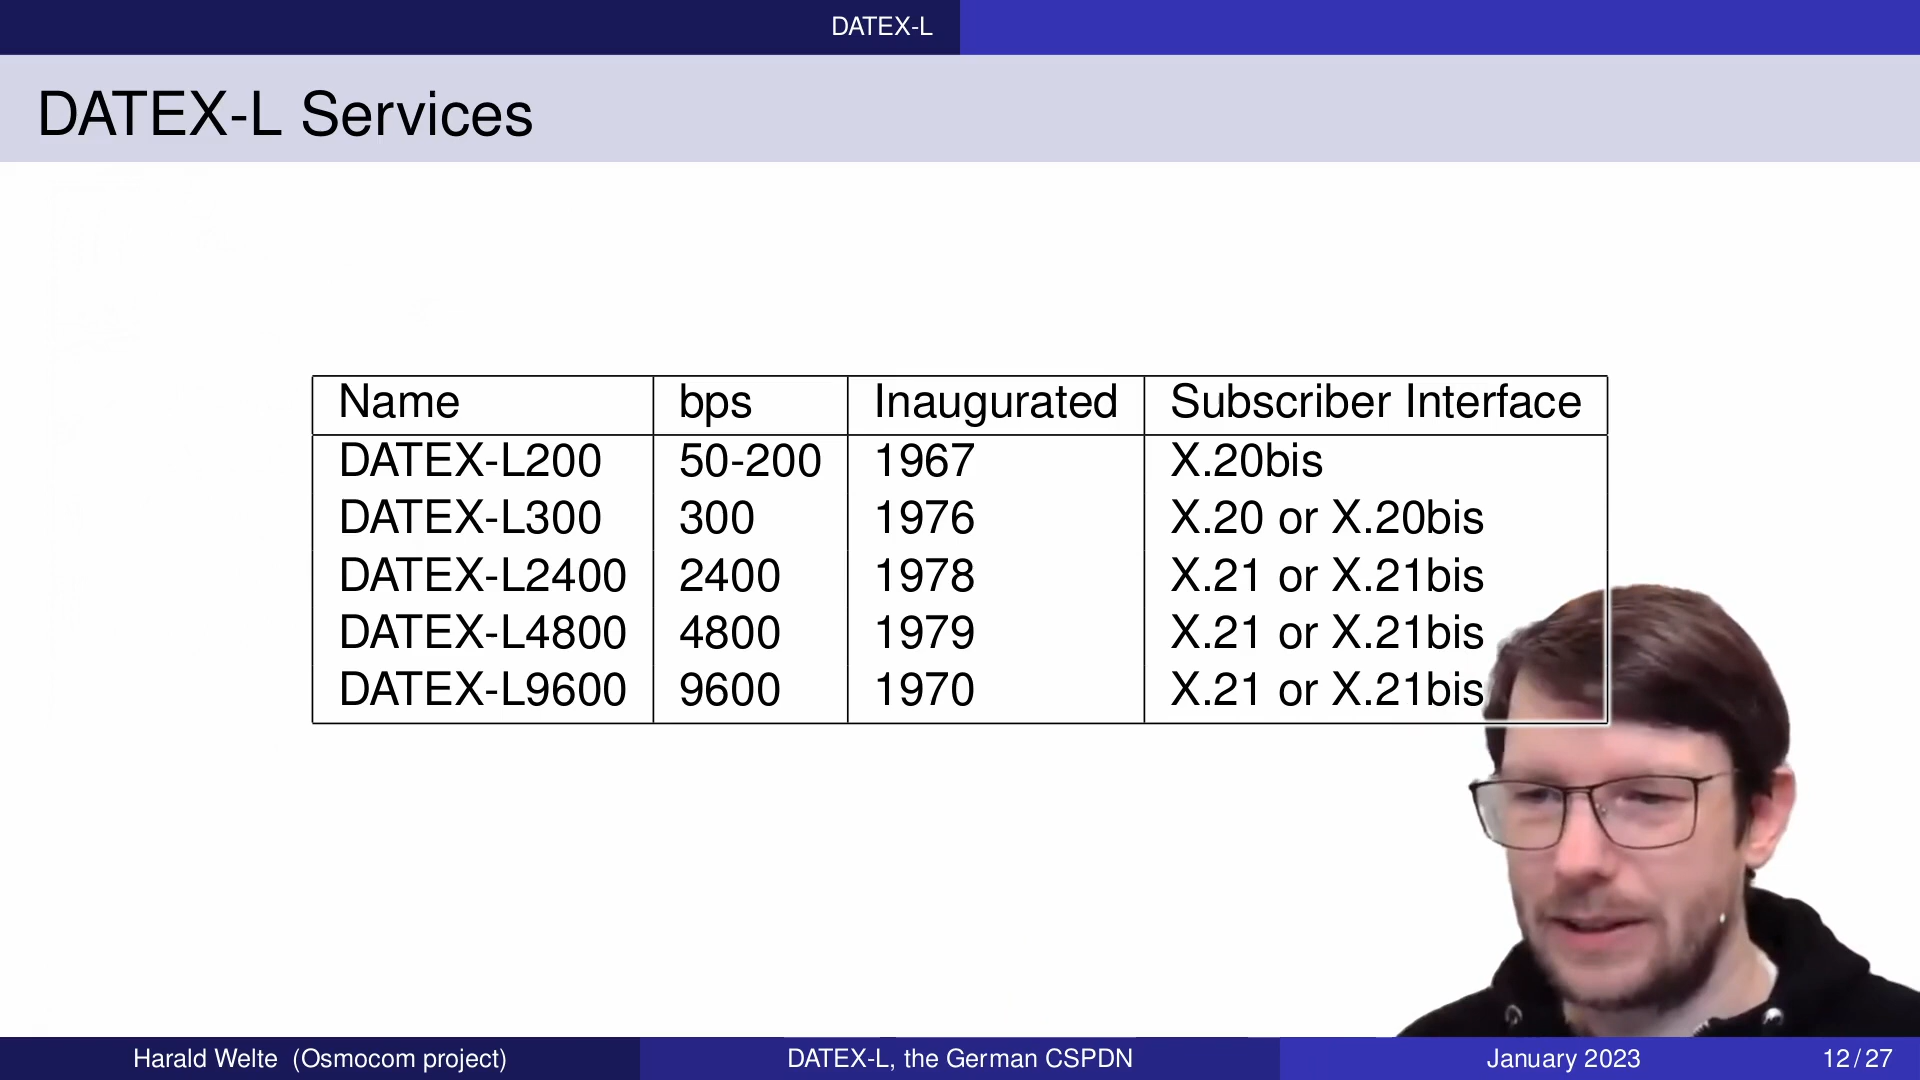 DATEX-L
DATEX-L Services
Name bps Inaugurated Subscriber Interface
DATEX-L200 50-200 1967 X.20bis
DATEX-L300 300 1976 X.20 or X.20bis
DATEX-L2400 2400 1978 X.21 or X.21bis
DATEX-L4800 4800 1979 X.21 or X.21bis
DATEX-L9600 9600 1970 X.21 or X.21bis
Harald Welte (Osmocom project) DATEX-L, the German CSPDN January 2023 12 / 27